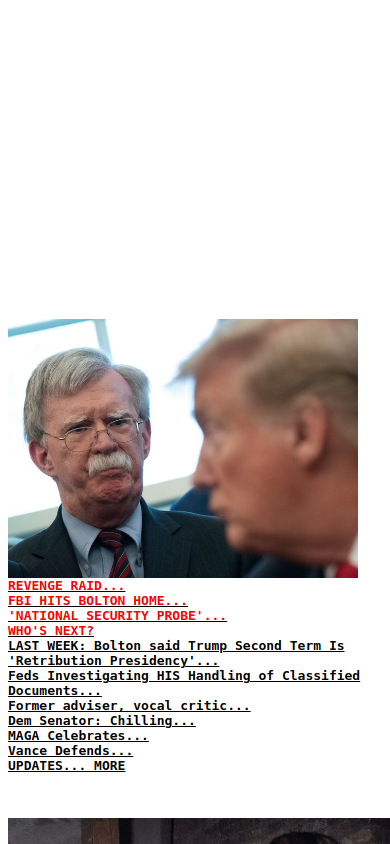 REVENGE RAID...
FBI HITS BOLTON HOME...
'NATIONAL SECURITY PROBE'...
WHO'S NEXT?
LAST WEEK: Bolton said Trump Second Term Is
'Retribution Presidency'...
Feds Investigating HIS Handling of Classified
Documents...
Former adviser, vocal critic...
Dem Senator: Chilling...
MAGA Celebrates...
Vance Defends...
UPDATES... MORE